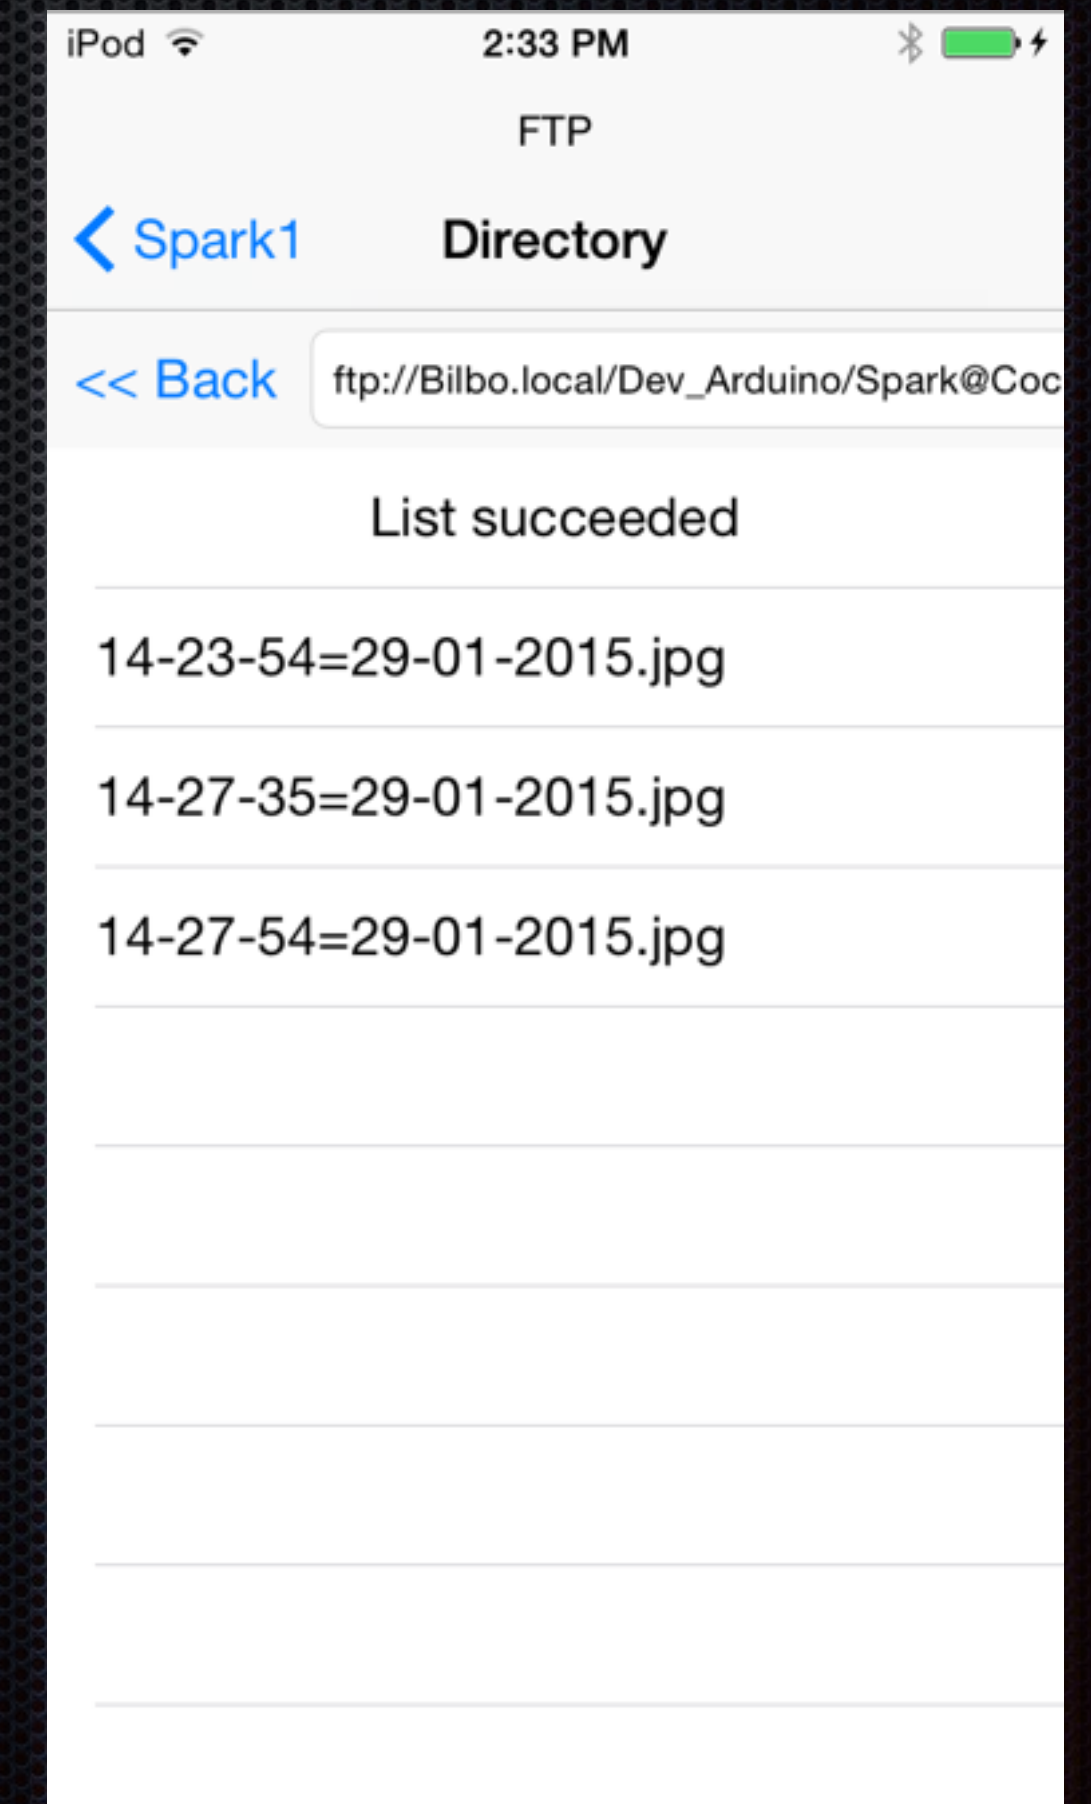 iPod 2:33 PM
FTP
Spark1 Directory
<< Back ftp://Bilbo.local/Dev_Arduino/Spark@Coc
List succeeded
14-23-54=29-01-2015.jpg
14-27-35=29-01-2015.jpg
14-27-54=29-01-2015.jpg